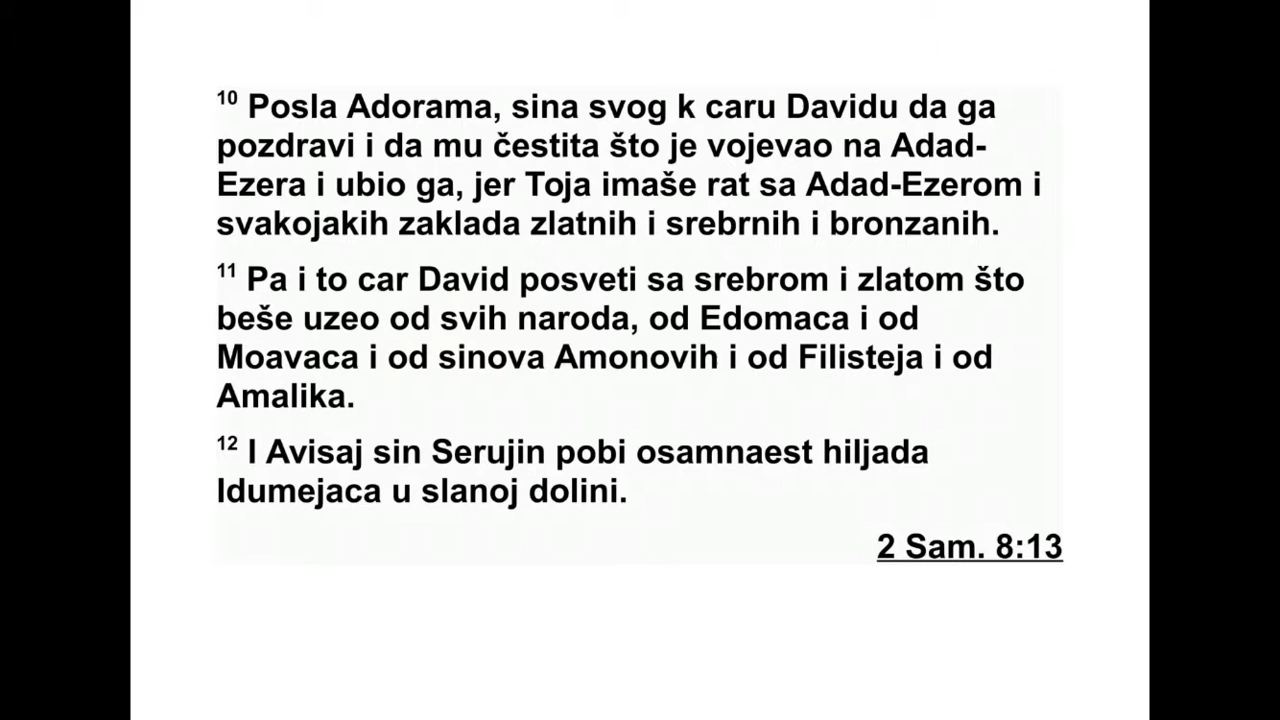 10 Posla Adorama, sina svog k caru Davidu da ga
pozdravi i da mu čestita što je vojevao na Adad-
Ezera i ubio ga, jer Toja imaše rat sa Adad-Ezerom i
svakojakih zaklada zlatnih i srebrnih i bronzanih.
11 Pa i to car David posveti sa srebrom i zlatom što
beše uzeo od svih naroda, od Edomaca i od
Moavaca i od sinova Amonovih i od Filisteja i od
Amalika.
12 I Avisaj sin Serujin pobi osamnaest hiljada
Idumejaca u slanoj dolini.
2 Sam. 8:13